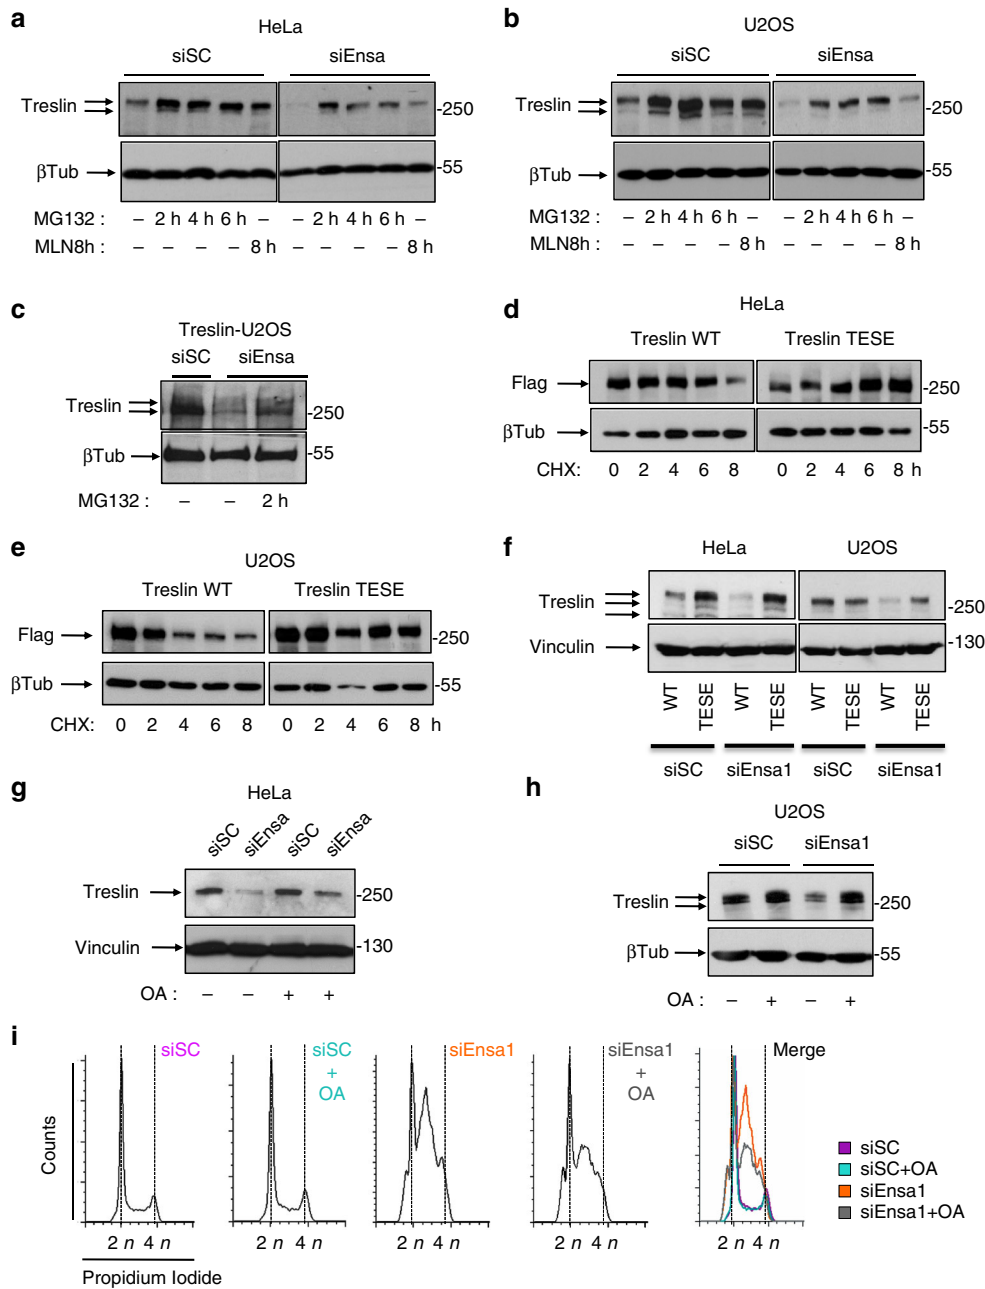 a
HeLa
siSC siEnsa
Treslin
-250
βTub
-55
MG132 : – 2 h 4 h 6 h – – 2 h 4 h 6 h –
MLN8h : – – – – 8 h – – – – 8 h
b
U2OS
siSC siEnsa
Treslin
-250
βTub
-55
MG132 : – 2 h 4 h 6 h – – 2 h 4 h 6 h –
MLN8h : – – – – 8 h – – – – 8 h
c
Treslin-U2OS
siSC siEnsa
Treslin
-250
βTub
-55
MG132 : – – 2 h
d
HeLa
Treslin WT Treslin TESE
Flag
-250
βTub
-55
CHX: 0 2 4 6 8 0 2 4 6 8 h
e
U2OS
Treslin WT Treslin TESE
Flag
-250
βTub
-55
CHX: 0 2 4 6 8 0 2 4 6 8 h
f
HeLa U2OS
Treslin
-250
Vinculin
-130
WT TESE WT TESE WT TESE WT TESE
siSC siEnsa1 siSC siEnsa1
g
HeLa
siSC siEnsa siSC siEnsa
Treslin
-250
Vinculin
-130
OA : – – + +
h
U2OS
siSC siEnsa1
Treslin
-250
βTub
-55
OA : – + – +
i
siSC
siSC
+
OA
siEnsa1
siEnsa1
+
OA
Merge
Counts
2 n 4 n 2 n 4 n 2 n 4 n 2 n 4 n 2 n 4 n
Propidium Iodide
siSC
siSC+OA
siEnsa1
siEnsa1+OA